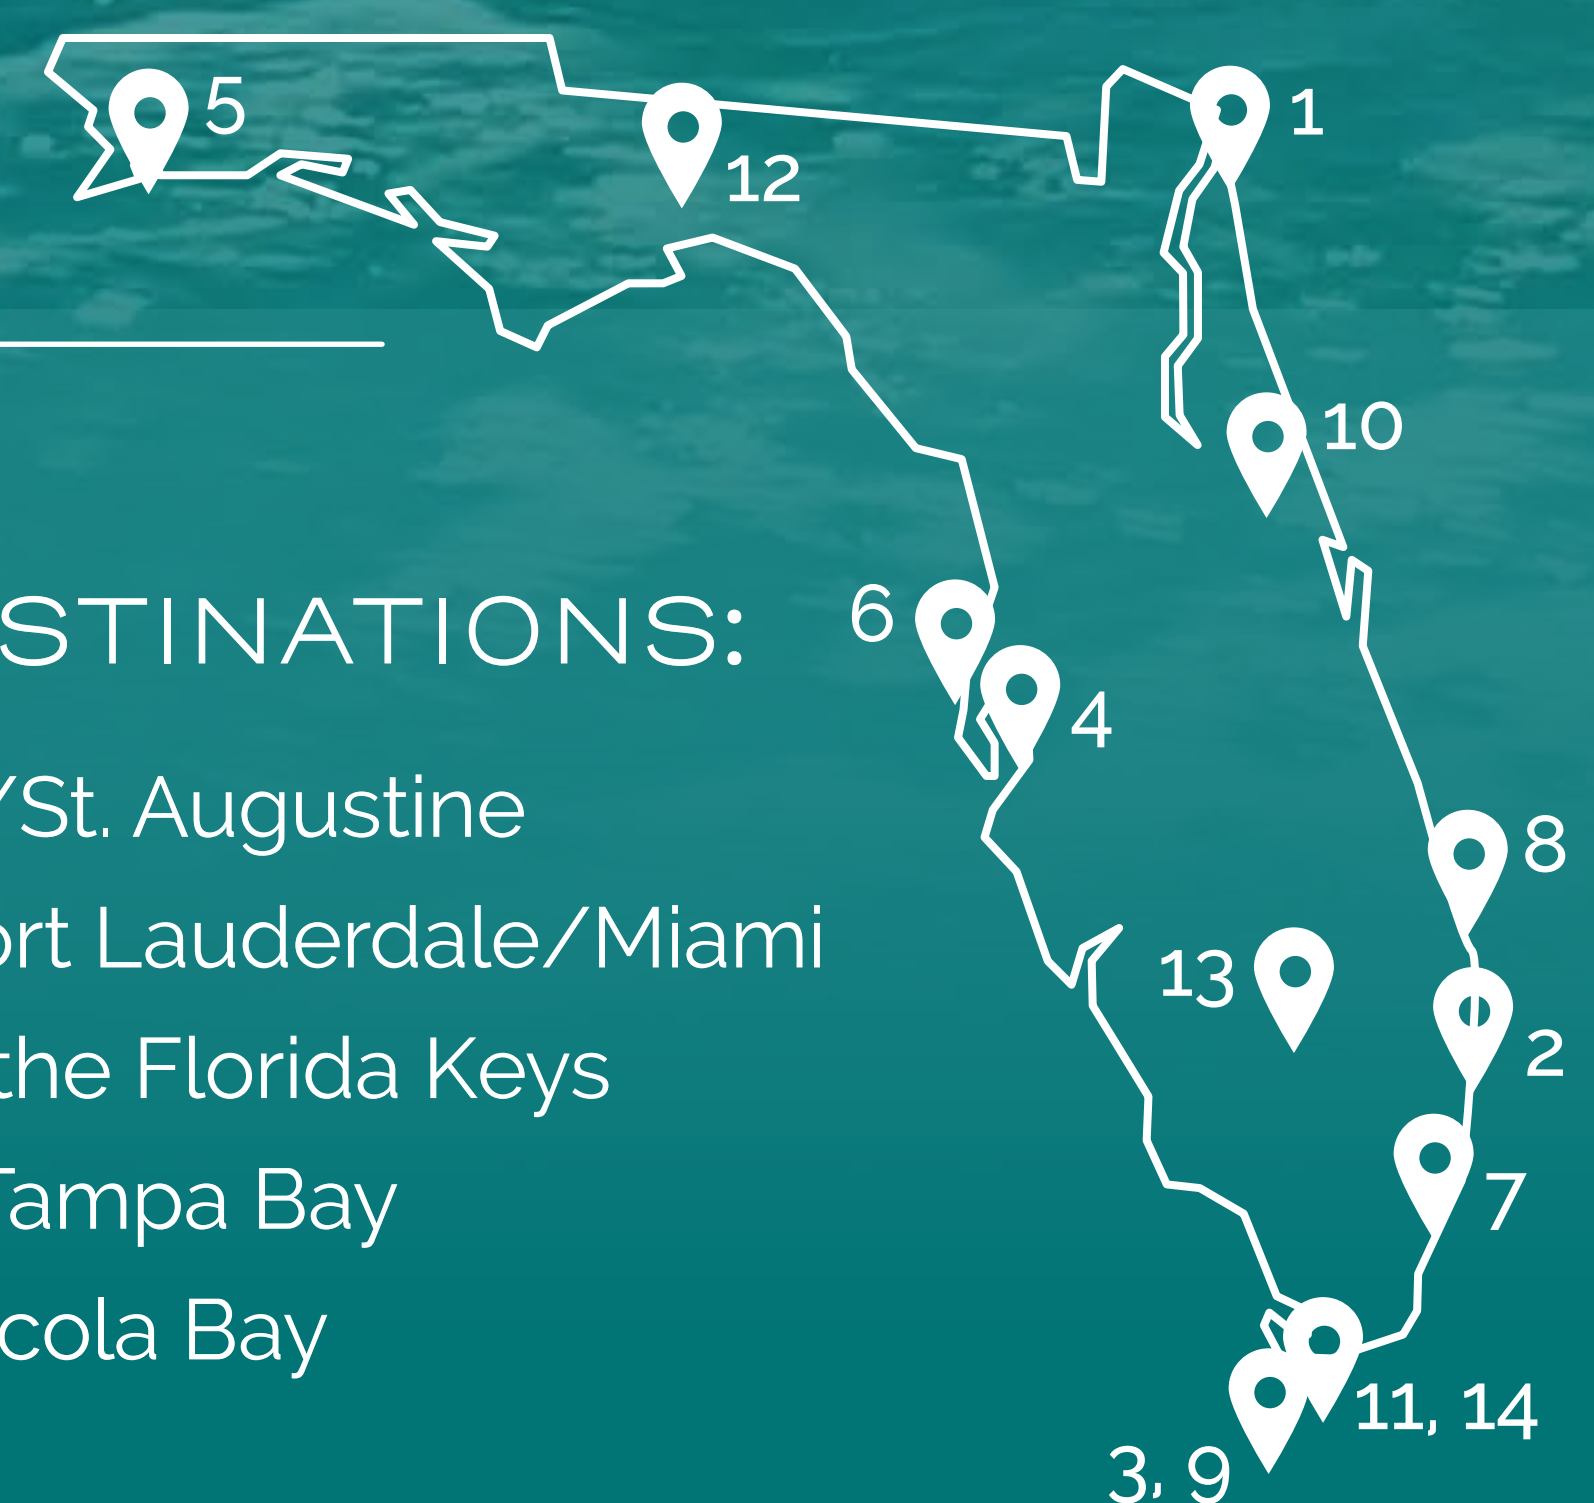 5
1
12
10
STINATIONS:
6
4
/St. Augustine
8
ort Lauderdale/Miami
13
2
the Florida Keys
7
Tampa Bay
cola Bay
11, 14
3, 9